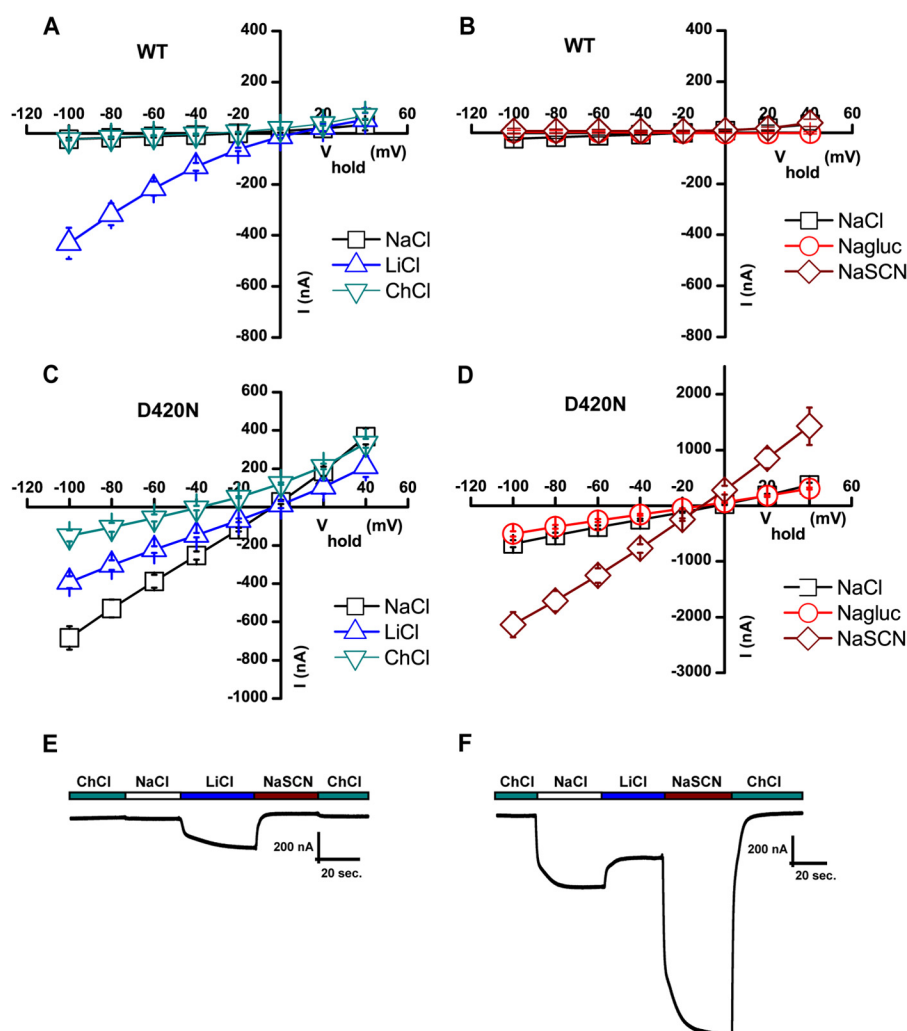 A
WT
400
200
-120 -100 -80 -60 -40 -20 0 20 40 60
V hold (mV)
-200
-400
-600
-800
I (nA)
NaCl
LiCl
ChCl
B
WT
400
200
-120 -100 -80 -60 -40 -20 0 20 40 60
V hold (mV)
-200
-400
-600
-800
I (nA)
NaCl
Nagluc
NaSCN
C
D420N
600
400
200
-120 -100 -80 -60 -40 -20 0 20 40 60
V hold (mV)
-200
-400
-600
-800
-1000
I (nA)
NaCl
LiCl
ChCl
D
D420N
2000
1000
-120 -100 -80 -60 -40 -20 0 20 40 60
V hold (mV)
-1000
-2000
-3000
I (nA)
NaCl
Nagluc
NaSCN
E
ChCl NaCl LiCl NaSCN ChCl
200 nA
20 sec.
F
ChCl NaCl LiCl NaSCN ChCl
200 nA
20 sec.